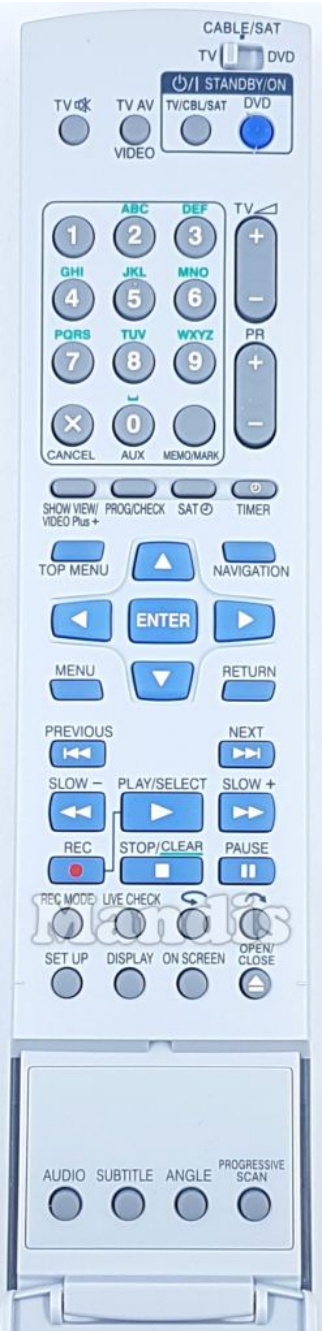 CABLE/SAT
TV DVD
⏻/I STANDBY/ON
TV TV AV TV/CBL/SAT DVD
VIDEO
ABC DEF TV
1 2 3 +
GHI JKL MNO
4 5 6 −
PQRS TUV WXYZ PR
7 8 9 +
0 −
CANCEL AUX MEMO/MARK
SHOW VIEW/ PROG/CHECK SAT TIMER
VIDEO Plus +
TOP MENU NAVIGATION
ENTER
MENU RETURN
PREVIOUS NEXT
SLOW − PLAY/SELECT SLOW +
REC STOP/CLEAR PAUSE
REC MODE LIVE CHECK
Mandis
SET UP DISPLAY ON SCREEN OPEN/
CLOSE
AUDIO SUBTITLE ANGLE PROGRESSIVE
SCAN